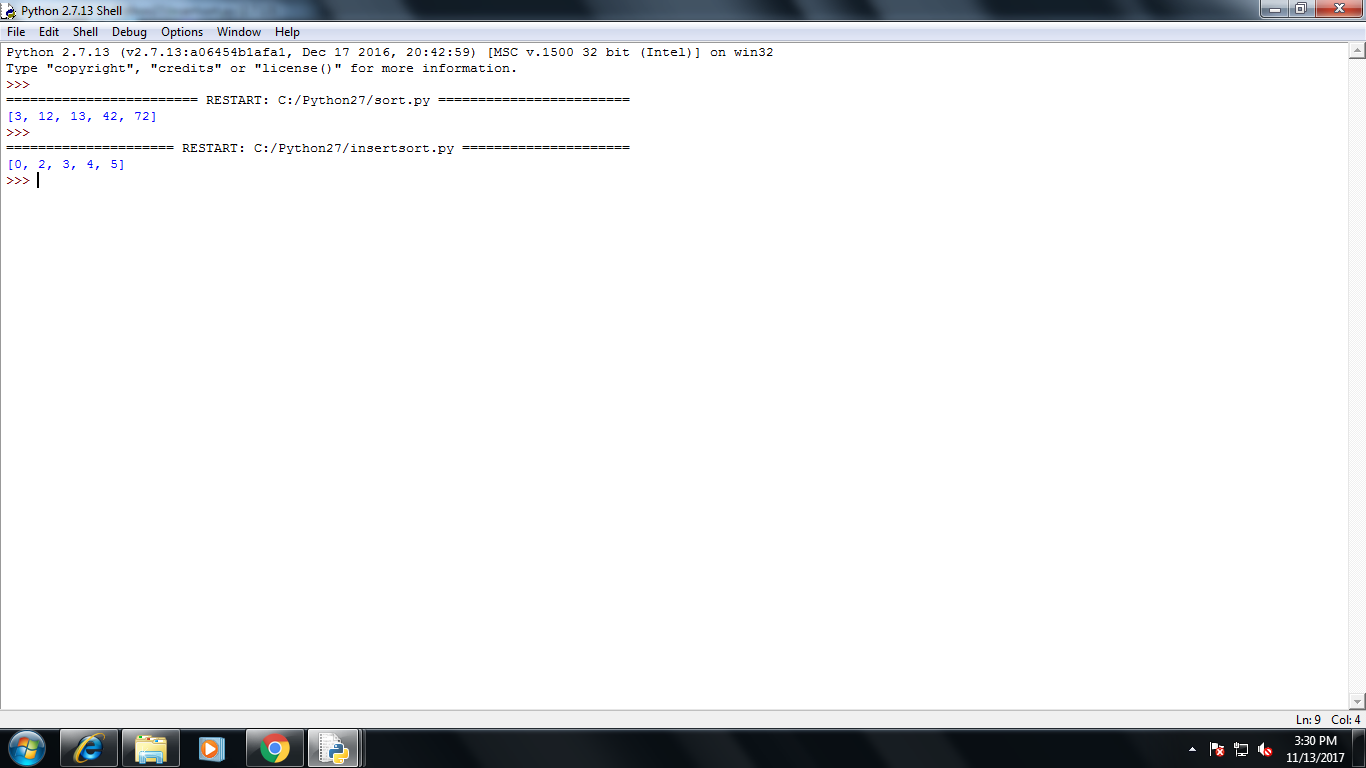 Python 2.7.13 Shell
File Edit Shell Debug Options Window Help
Python 2.7.13 (v2.7.13:a06454b1afa1, Dec 17 2016, 20:42:59) [MSC v.1500 32 bit (Intel)] on win32
Type "copyright", "credits" or "license()" for more information.
>>>
======================== RESTART: C:/Python27/sort.py ========================
[3, 12, 13, 42, 72]
>>>
===================== RESTART: C:/Python27/insertsort.py =====================
[0, 2, 3, 4, 5]
>>>
Ln: 9 Col: 4
3:30 PM
11/13/2017